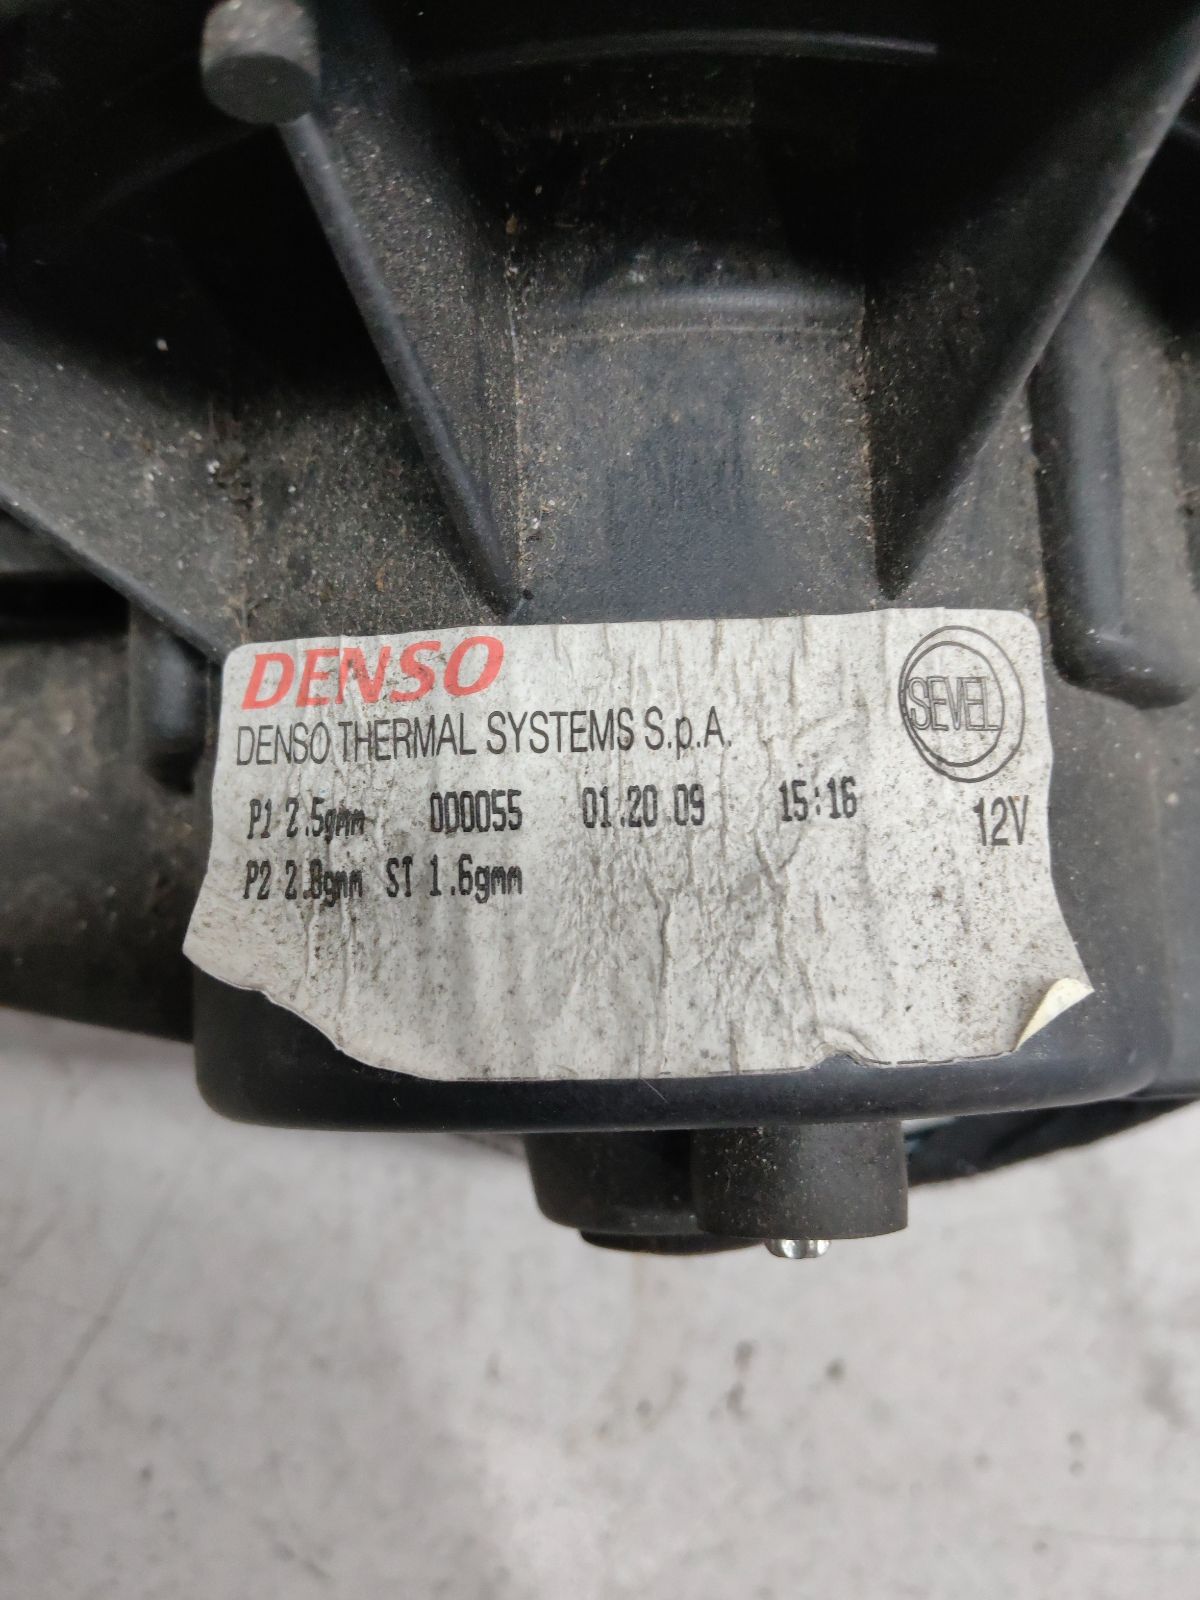 DENSO
DENSO THERMAL SYSTEMS S.p.A.
SEVEL
P1 2.5gmm 000055 01.20.09 15:16
12V
P2 2.8gmm ST 1.6gmm